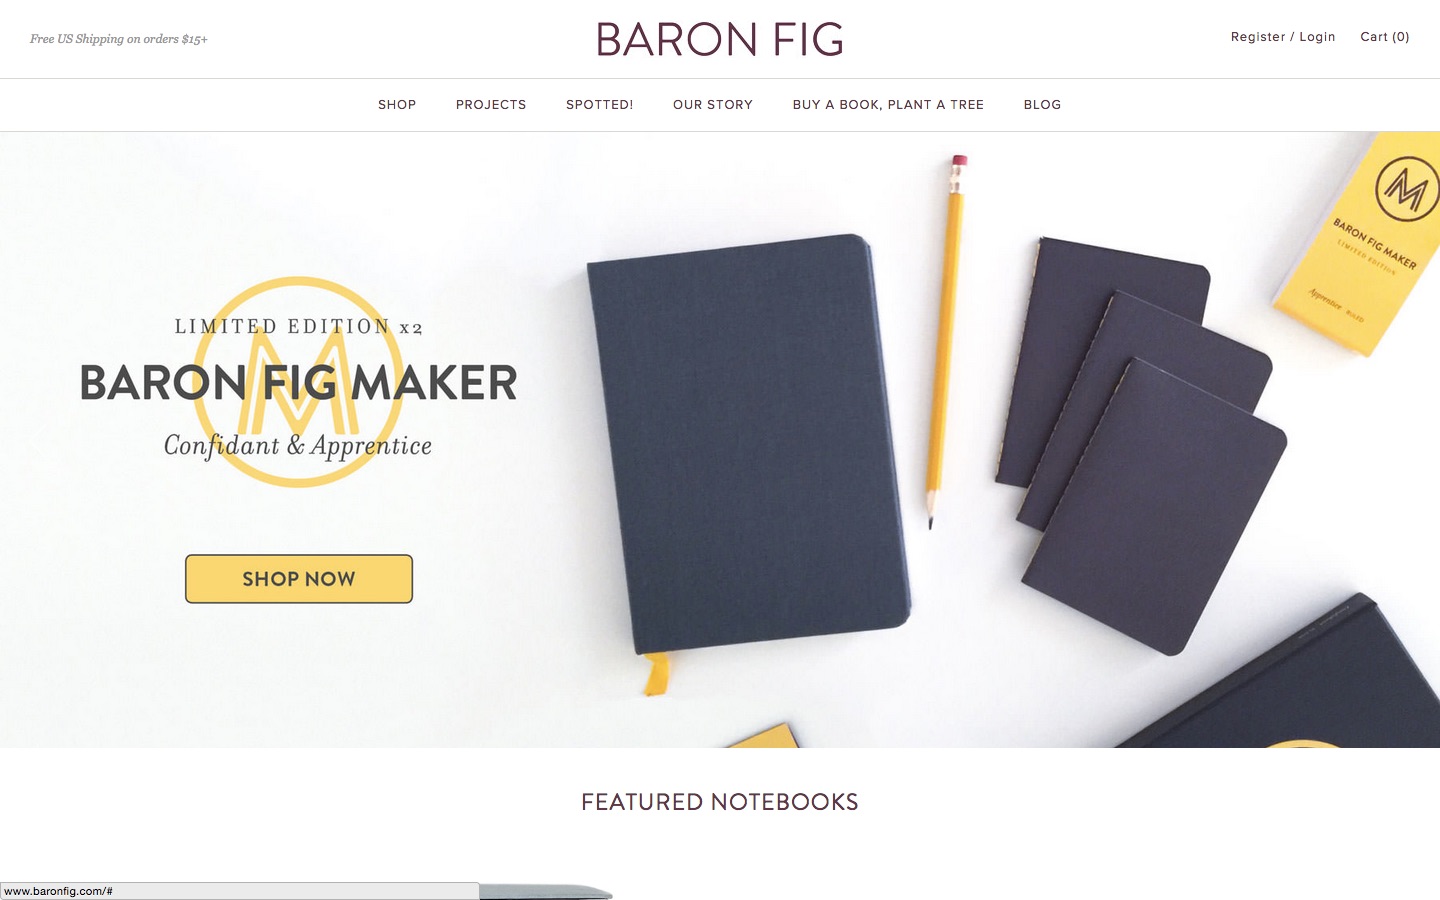 Free US Shipping on orders $15+
BARON FIG
Register / Login
Cart (0)
SHOP
PROJECTS
SPOTTED!
OUR STORY
BUY A BOOK, PLANT A TREE
BLOG
LIMITED EDITION x2
BARON FIG MAKER
Confidant & Apprentice
SHOP NOW
M
BARON FIG MAKER
LIMITED EDITION
Apprentice RULED
FEATURED NOTEBOOKS
www.baronfig.com/#